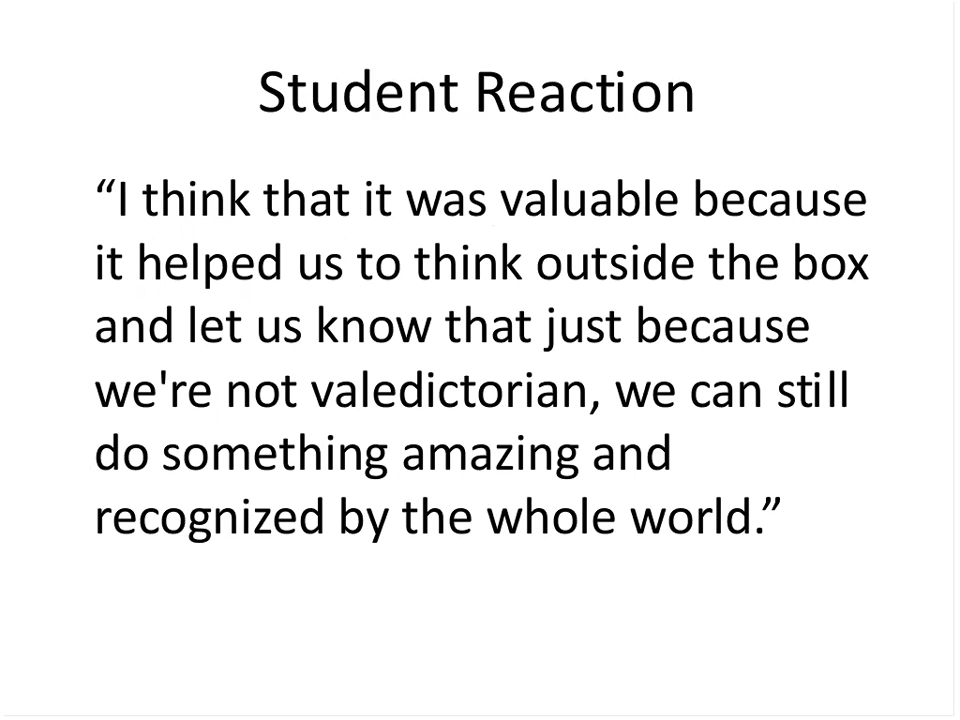 Student Reaction
“I think that it was valuable because
it helped us to think outside the box
and let us know that just because
we're not valedictorian, we can still
do something amazing and
recognized by the whole world.”